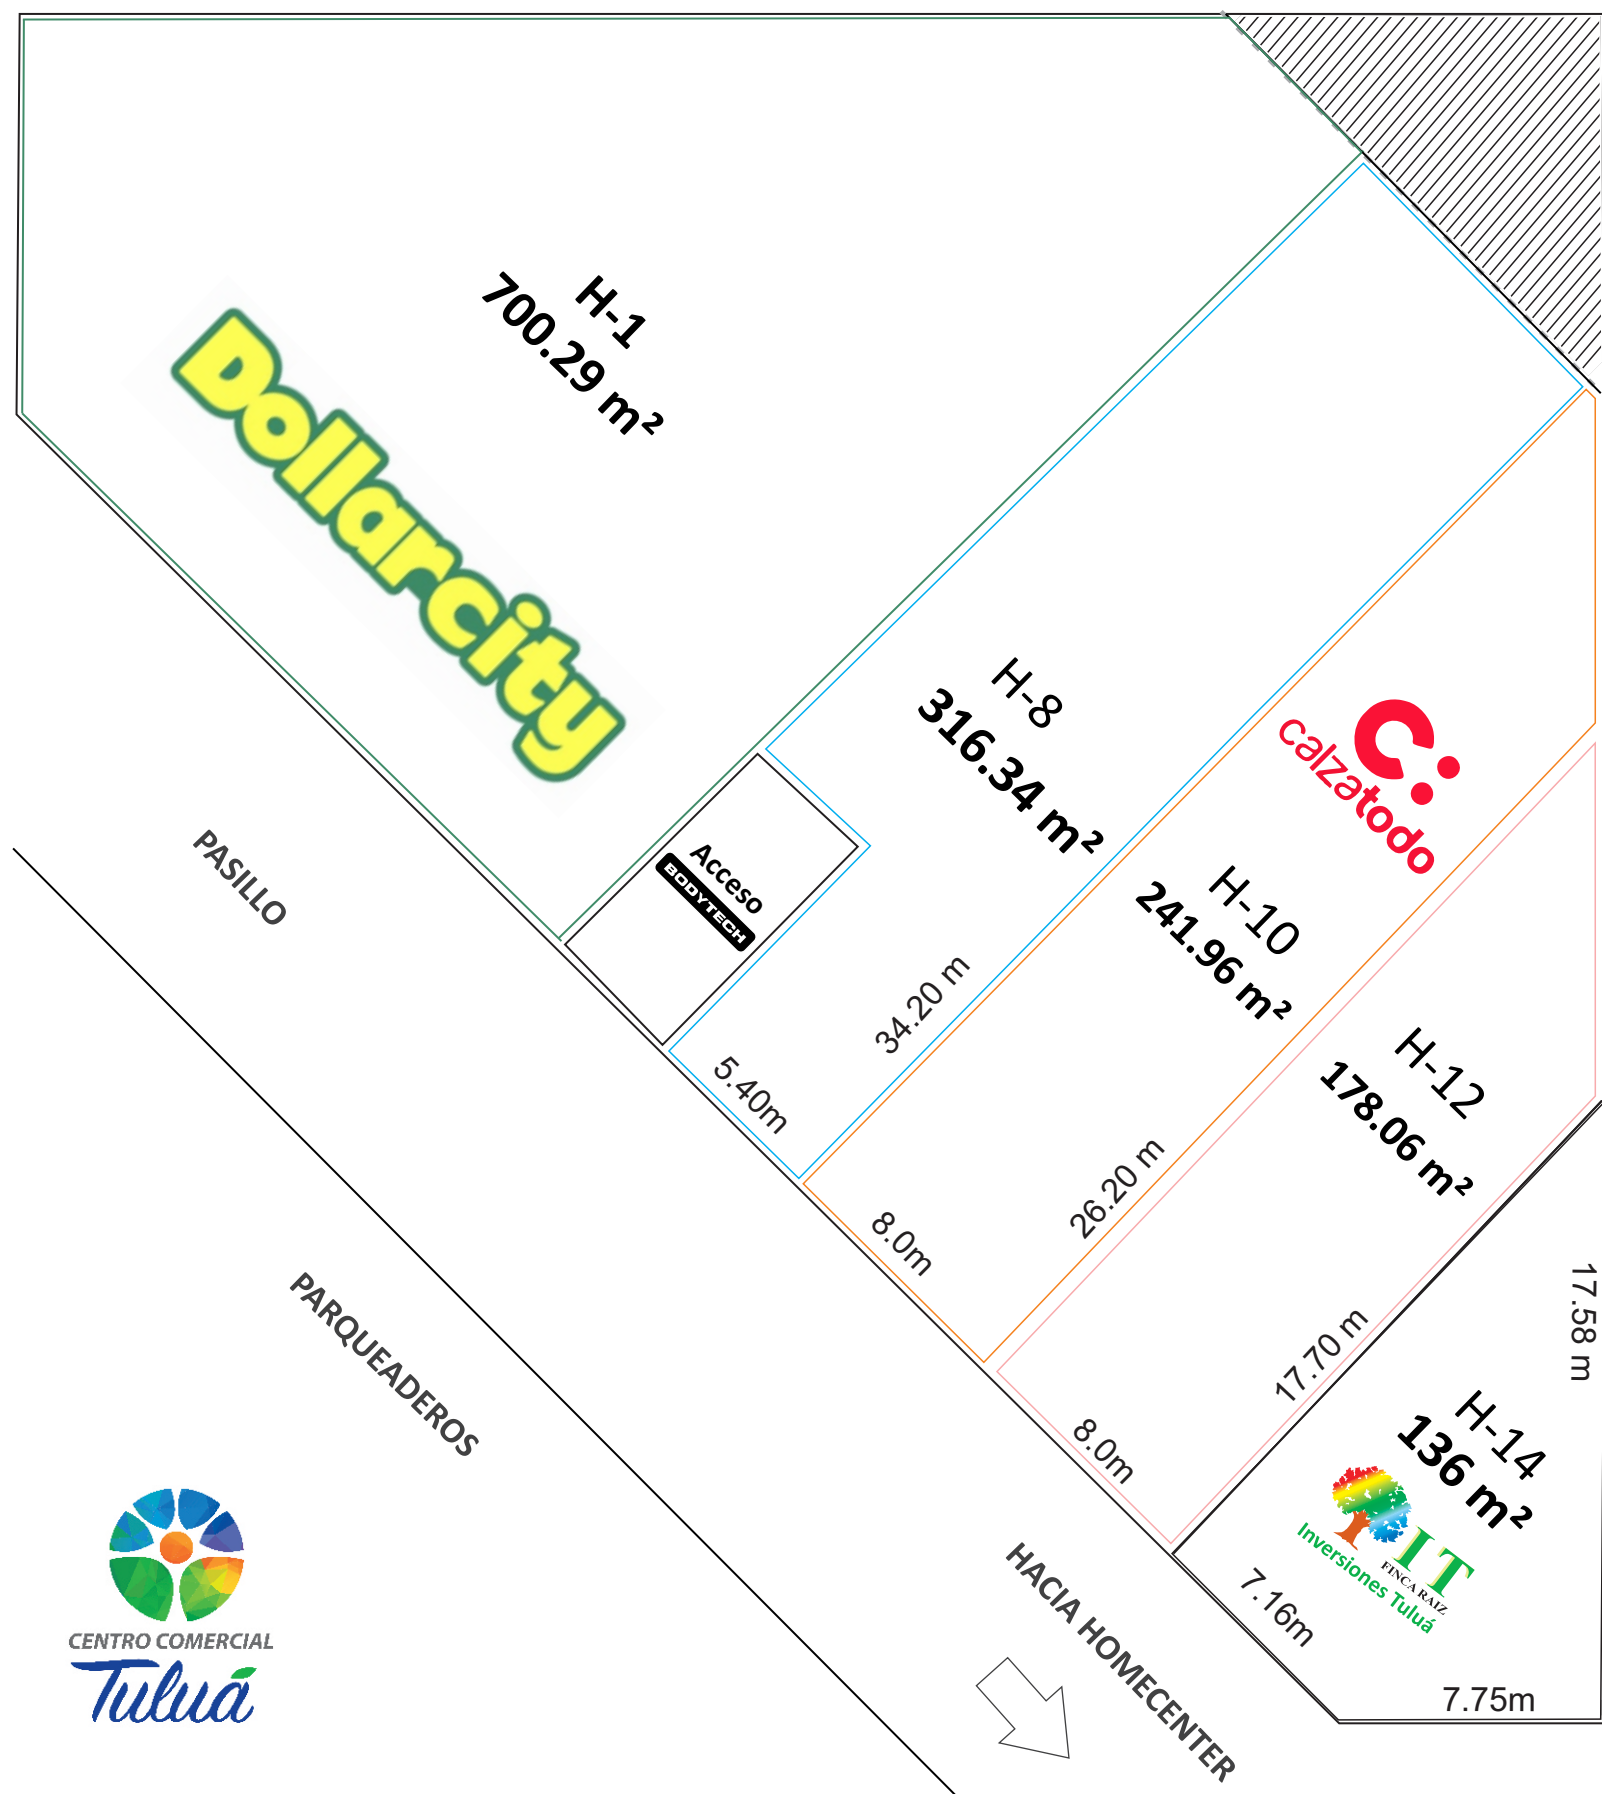 H-1
700.29 m²
Dollarcity
H-8
316.34 m²
calzatodo
H-10
241.96 m²
Acceso
BODYTECH
PASILLO
34.20 m
5.40m
H-12
178.06 m²
26.20 m
8.0m
17.58 m
17.70 m
8.0m
H-14
136 m²
IT
FINCA RAIZ
Inversiones Tuluá
7.16m
7.75m
PARQUEADEROS
HACIA HOMECENTER
CENTRO COMERCIAL
Tuluá